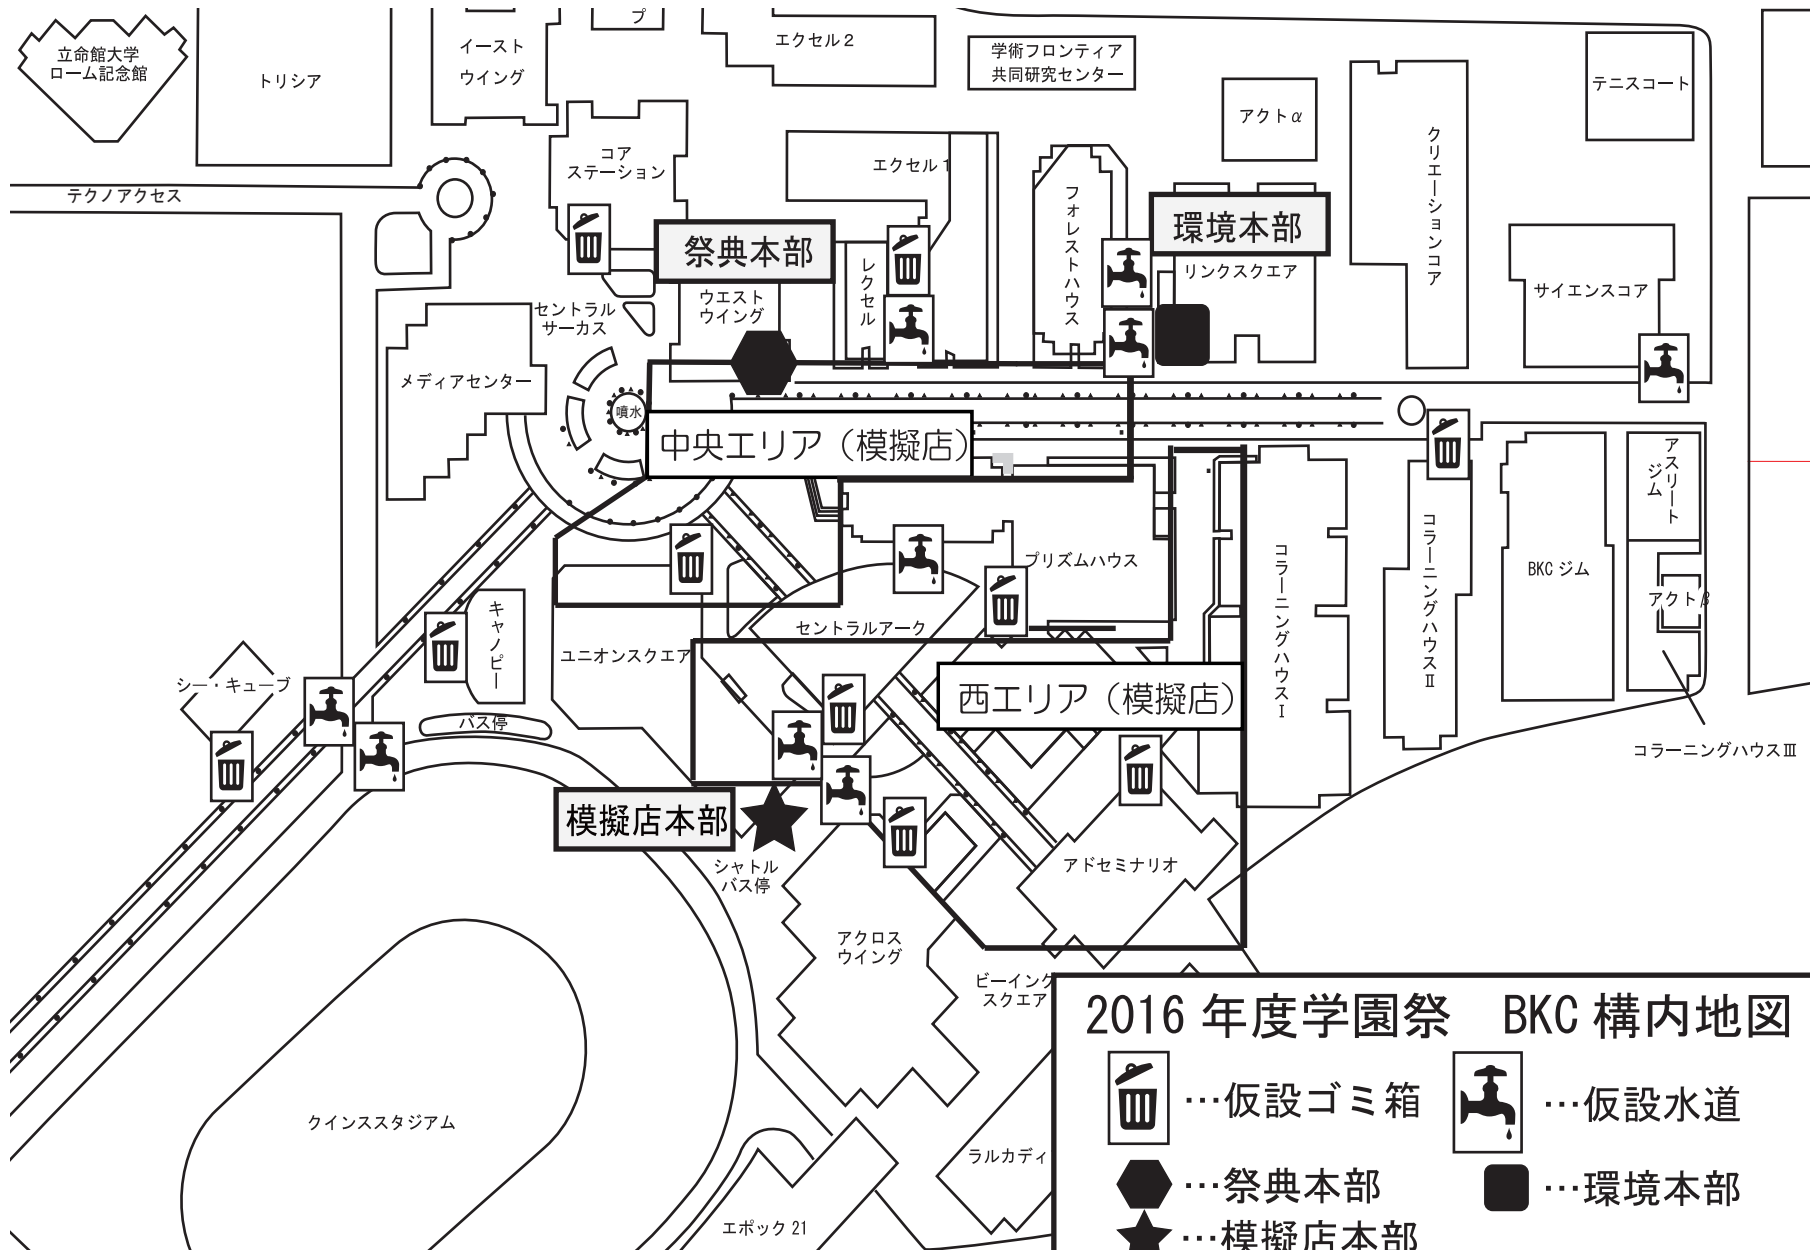 プ
立命館大学
ローム記念館
トリシア
イースト
ウイング
エクセル2
学術フロンティア
共同研究センター
テニスコート
アクトα
コア
ステーション
エクセル1
クリエーションコア
テクノアクセス
フォレストハウス
祭典本部
環境本部
レクセル
リンクスクエア
サイエンスコア
セントラル
サーカス
ウエスト
ウイング
メディアセンター
噴水
中央エリア（模擬店）
アスリート
ジム
プリズムハウス
コラーニングハウスⅠ
コラーニングハウスⅡ
BKC ジム
アクトβ
キャノピー
セントラルアーク
ユニオンスクエア
シー・キューブ
西エリア（模擬店）
バス停
コラーニングハウスⅢ
模擬店本部
シャトル
バス停
アドセミナリオ
アクロス
ウイング
ビーイング
スクエア
クインススタジアム
ラルカディ
エポック21
2016 年度学園祭　BKC 構内地図
…仮設ゴミ箱
…仮設水道
…祭典本部
…環境本部
…模擬店本部